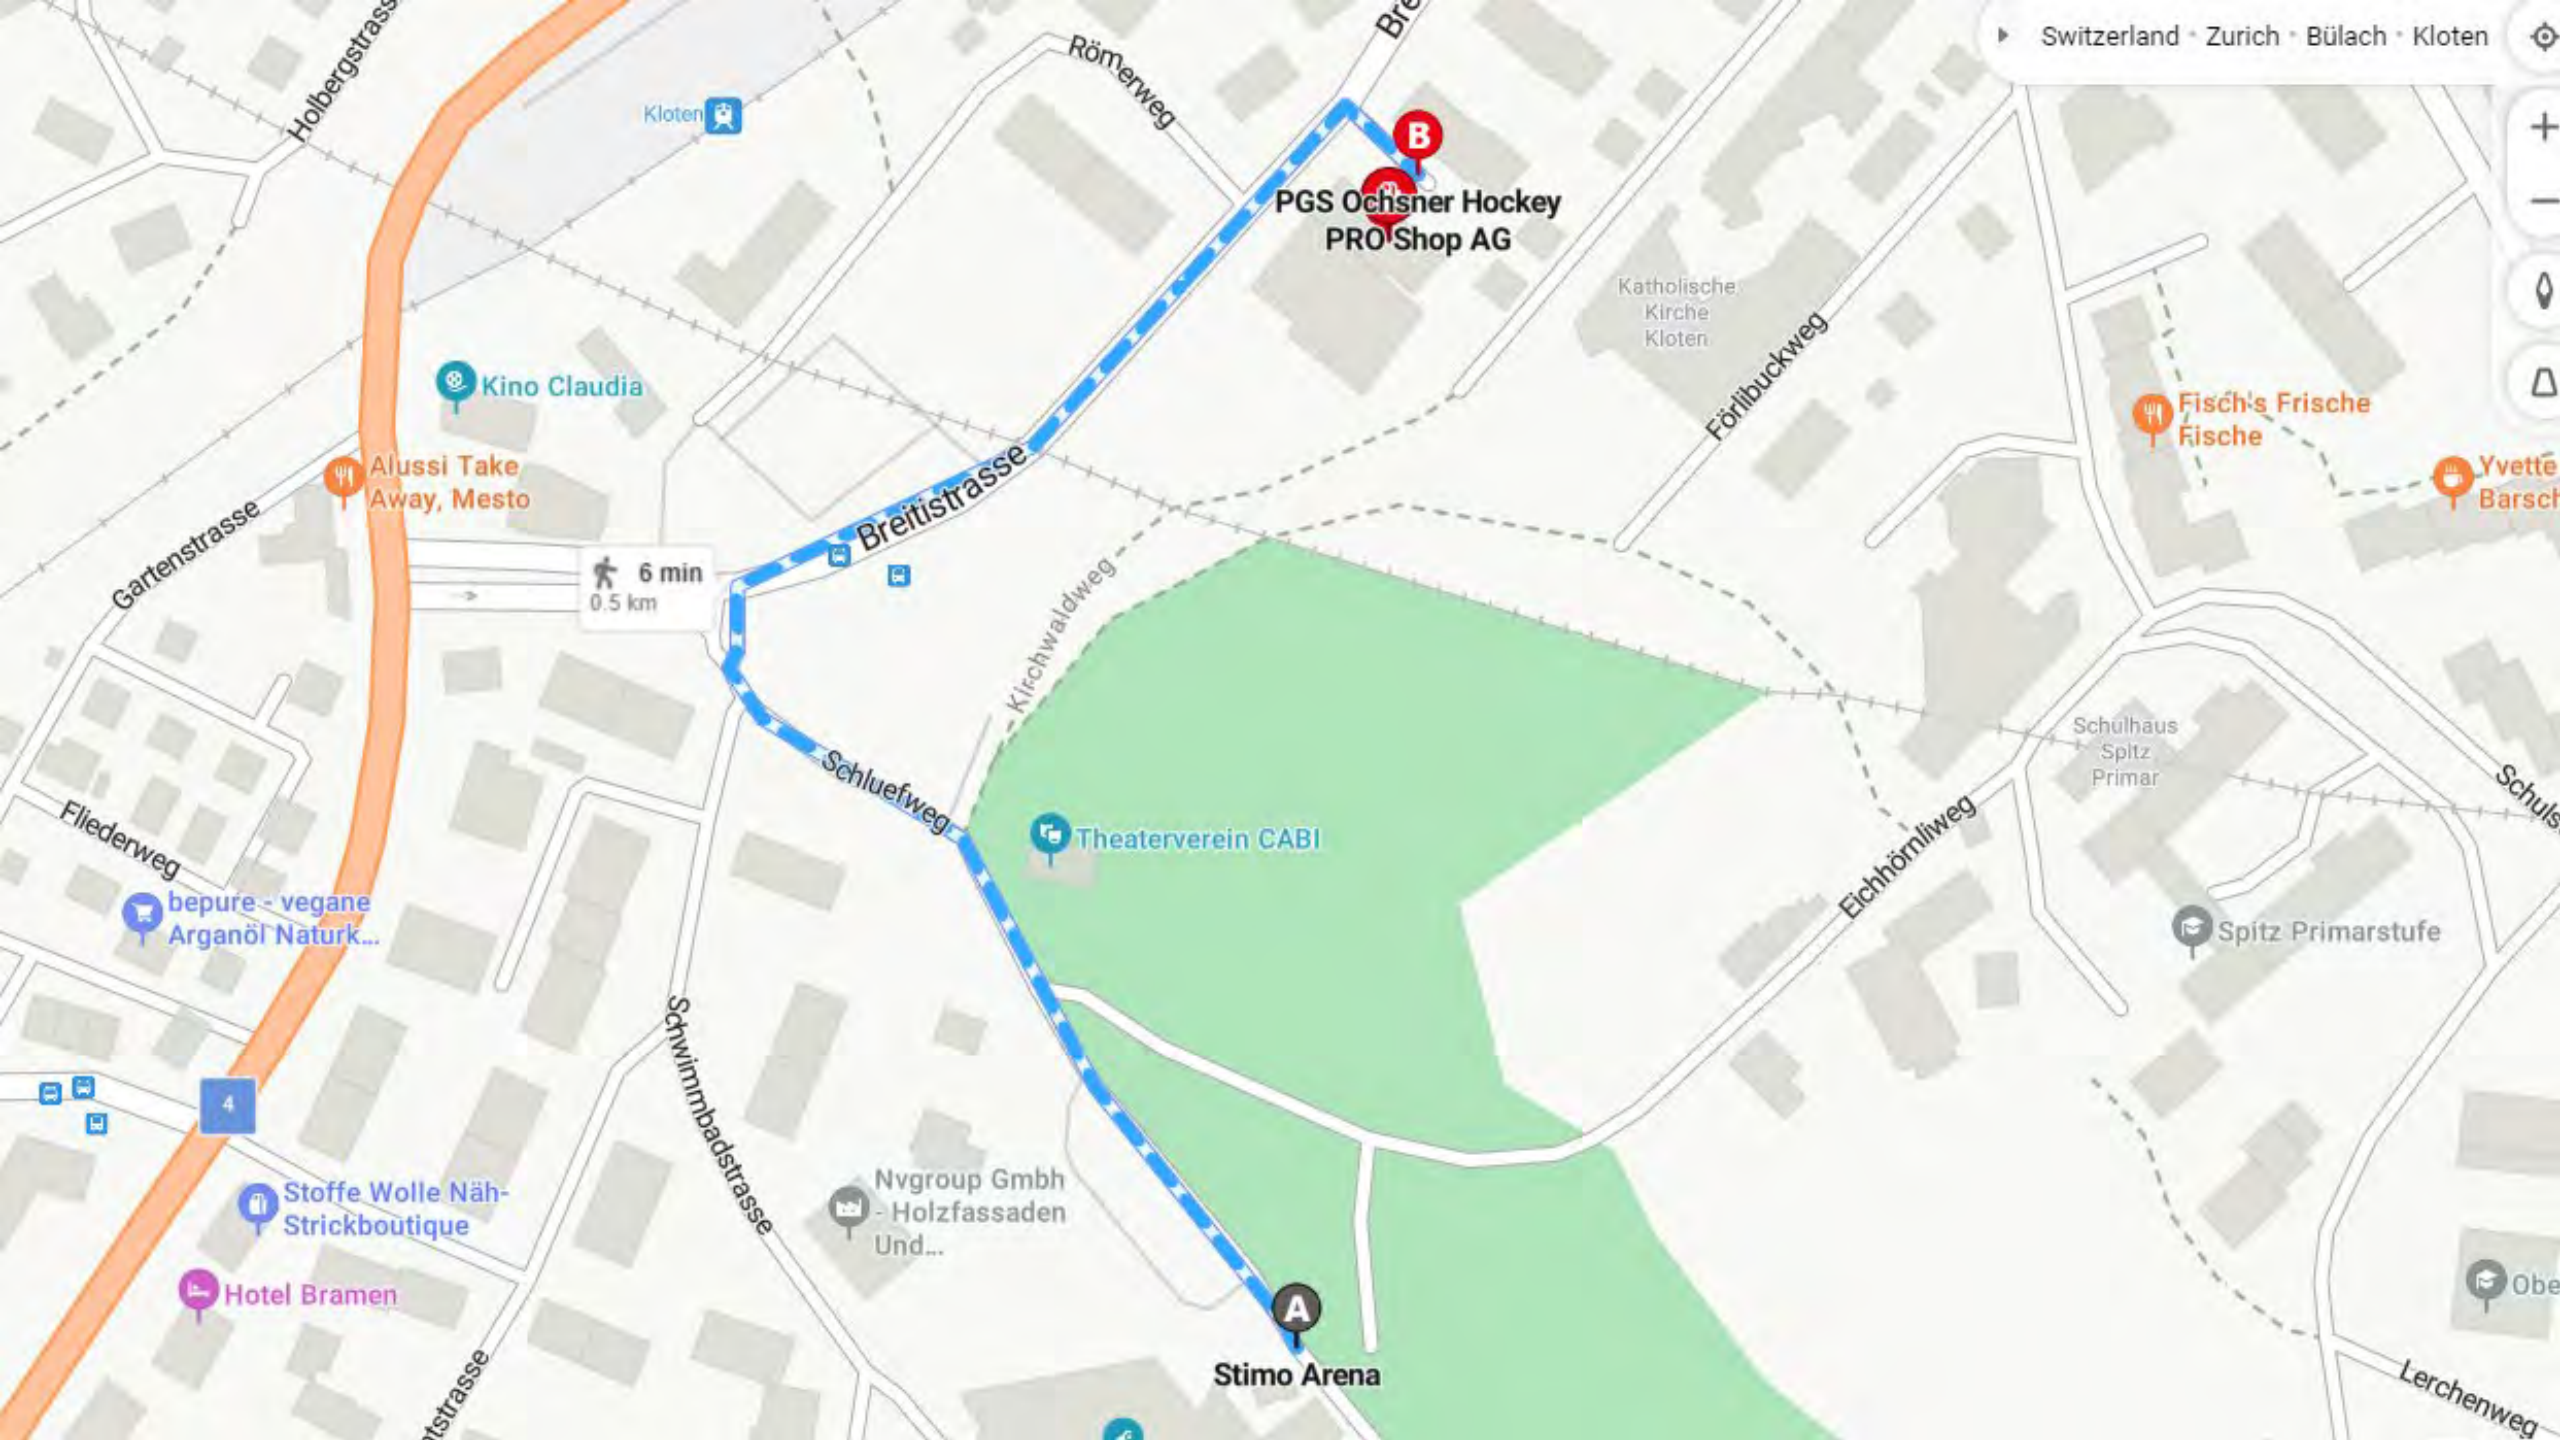 Switzerland • Zurich • Bülach • Kloten
Holbergstrass
Römerweg
Bre
Kloten
B
PGS Ochsner Hockey
PRO Shop AG
Katholische
Kirche
Kloten
Förlibuckweg
Kino Claudia
Fisch's Frische
Fische
Alussi Take
Away, Mesto
Yvette
Barsch
Gartenstrasse
Breitistrasse
6 min
0.5 km
Kirchwaldweg
Schluefweg
Schulhaus
Spitz
Primar
Schuls
Fliederweg
Theaterverein CABI
Eichhörnliweg
bepure - vegane
Arganöl Naturk...
Spitz Primarstufe
Schwimmbadstrasse
4
Stoffe Wolle Näh-
Strickboutique
Nvgroup Gmbh
- Holzfassaden
Und...
Hotel Bramen
Obe
A
Stimo Arena
tstrasse
Lerchenweg